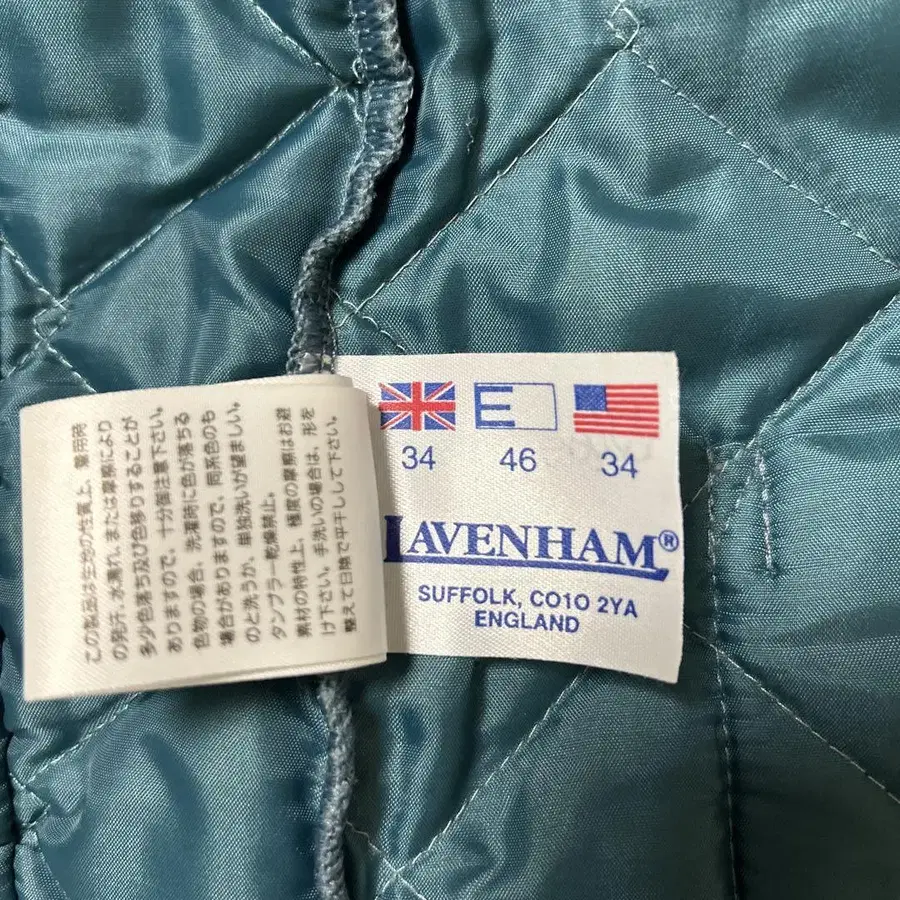 この製品は生地の性質上、着用時
の発汗、水濡れ、または摩擦により
多少色落ち及び色移りすることが
ありますので、十分御注意下さい。
色物の場合、洗濯時に色が落ちる
場合がありますので、同系色のも
のと洗うか、単独洗いが望ましい。
タンブラー乾燥禁止。
素材の特性上、極度の摩擦はお避
け下さい。手洗いの場合は、形を
整えて日陰で平干しして下さい。
E
34 46 34
LAVENHAM®
SUFFOLK, CO10 2YA
ENGLAND